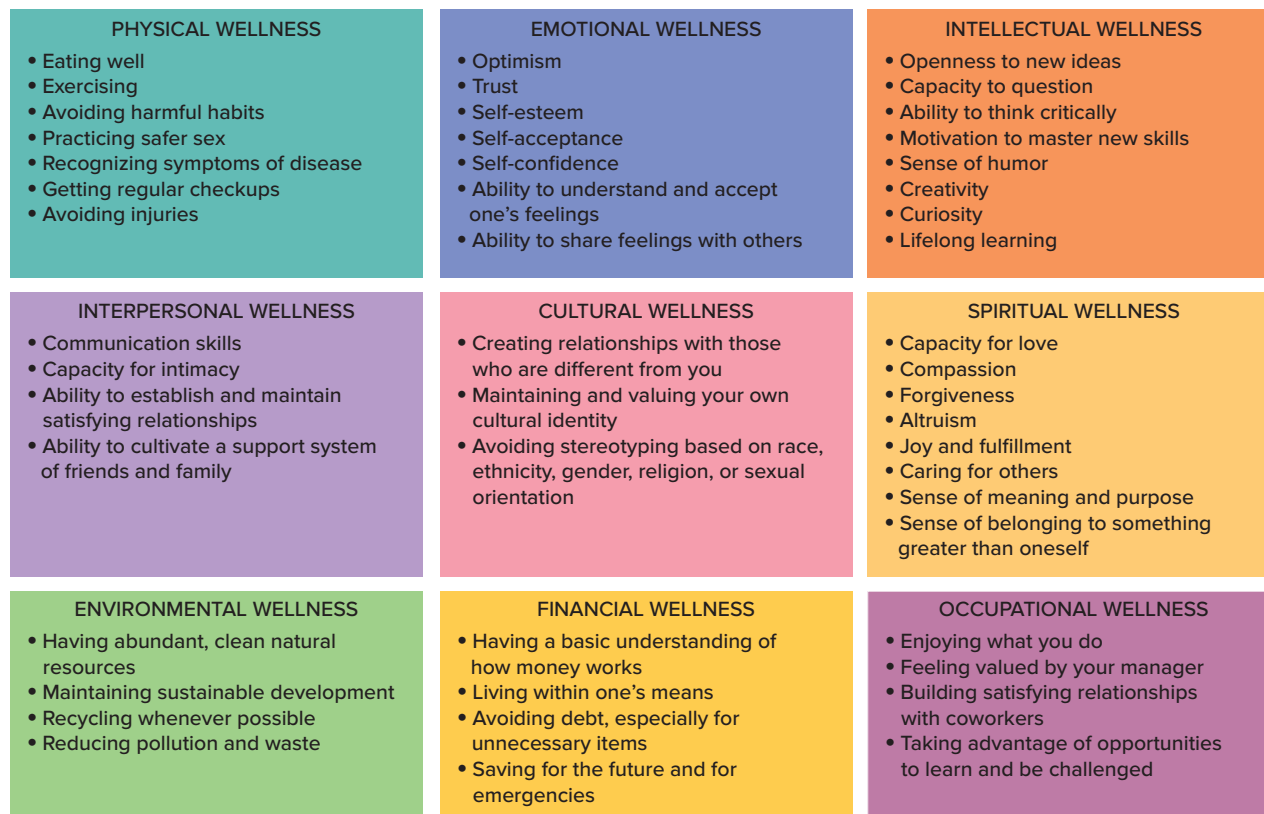 PHYSICAL WELLNESS
• Eating well
• Exercising
• Avoiding harmful habits
• Practicing safer sex
• Recognizing symptoms of disease
• Getting regular checkups
• Avoiding injuries
EMOTIONAL WELLNESS
• Optimism
• Trust
• Self-esteem
• Self-acceptance
• Self-confidence
• Ability to understand and accept
one’s feelings
• Ability to share feelings with others
INTELLECTUAL WELLNESS
• Openness to new ideas
• Capacity to question
• Ability to think critically
• Motivation to master new skills
• Sense of humor
• Creativity
• Curiosity
• Lifelong learning
INTERPERSONAL WELLNESS
• Communication skills
• Capacity for intimacy
• Ability to establish and maintain
satisfying relationships
• Ability to cultivate a support system
of friends and family
CULTURAL WELLNESS
• Creating relationships with those
who are different from you
• Maintaining and valuing your own
cultural identity
• Avoiding stereotyping based on race,
ethnicity, gender, religion, or sexual
orientation
SPIRITUAL WELLNESS
• Capacity for love
• Compassion
• Forgiveness
• Altruism
• Joy and fulfillment
• Caring for others
• Sense of meaning and purpose
• Sense of belonging to something
greater than oneself
ENVIRONMENTAL WELLNESS
• Having abundant, clean natural
resources
• Maintaining sustainable development
• Recycling whenever possible
• Reducing pollution and waste
FINANCIAL WELLNESS
• Having a basic understanding of
how money works
• Living within one’s means
• Avoiding debt, especially for
unnecessary items
• Saving for the future and for
emergencies
OCCUPATIONAL WELLNESS
• Enjoying what you do
• Feeling valued by your manager
• Building satisfying relationships
with coworkers
• Taking advantage of opportunities
to learn and be challenged